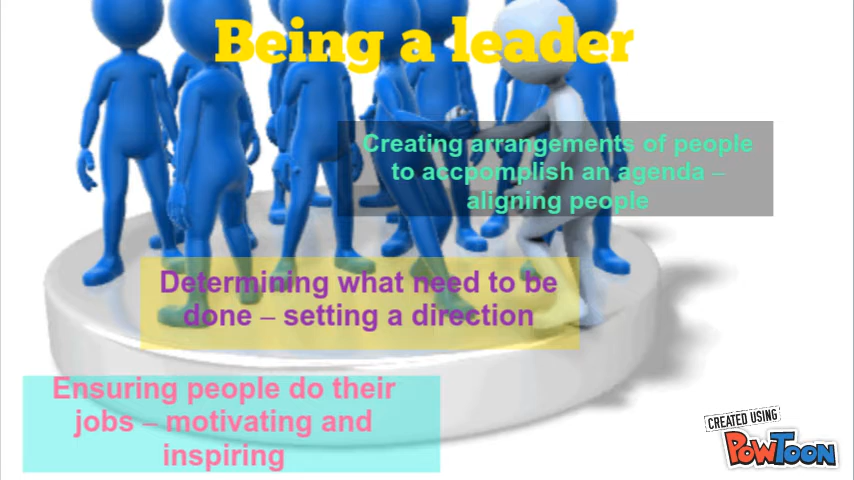 Being a leader
Creating arrangements of people
to accpomplish an agenda –
aligning people
Determining what need to be
done – setting a direction
Ensuring people do their
jobs – motivating and
inspiring
CREATED USING
POWTOON